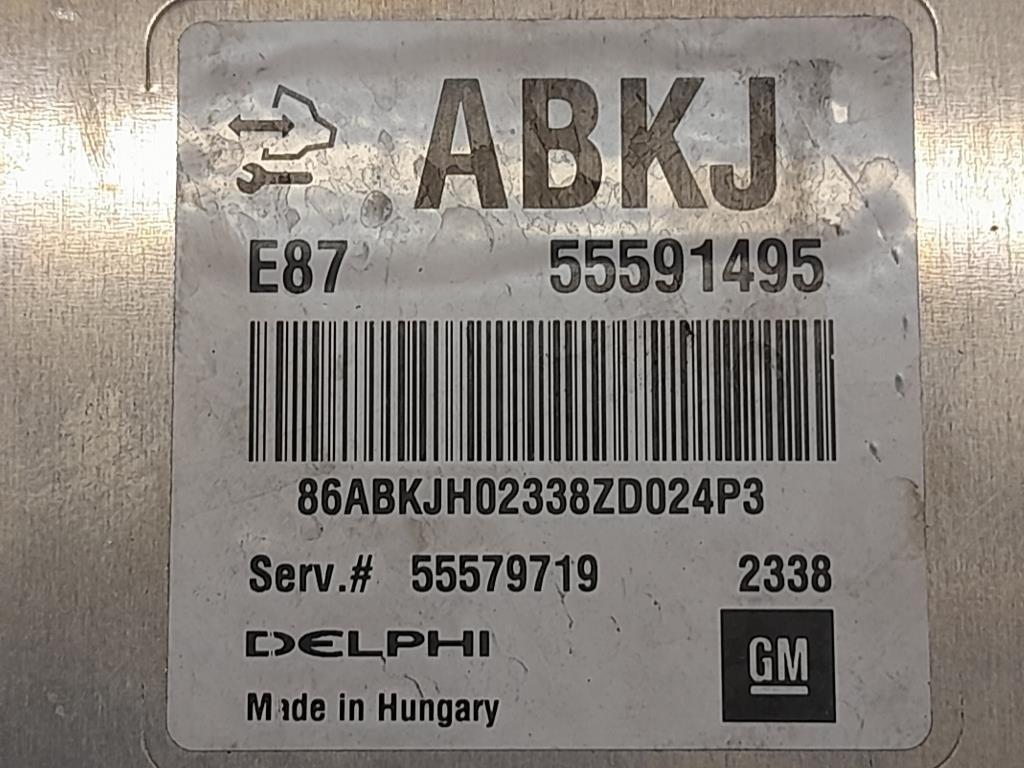 ABKJ
E87 55591495
86ABKJH02338ZD024P3
Serv.# 55579719 2338
DELPHI
GM
Made in Hungary